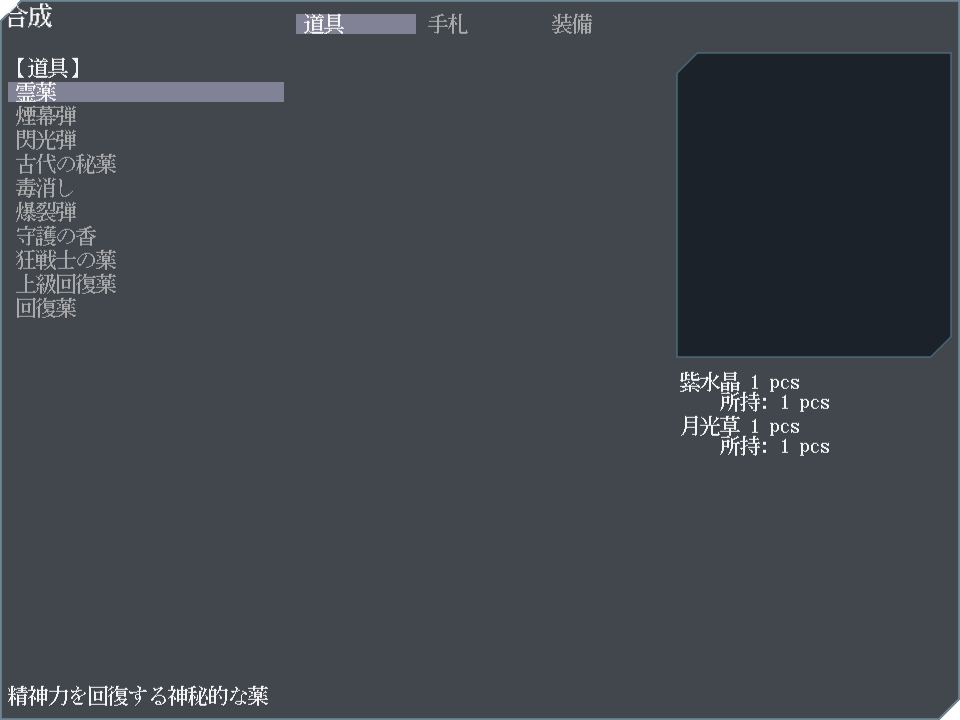 合成
道具 手札 装備
【道具】
霊薬
煙幕弾
閃光弾
古代の秘薬
毒消し
爆裂弾
守護の香
狂戦士の薬
上級回復薬
回復薬
紫水晶 1 pcs
所持: 1 pcs
月光草 1 pcs
所持: 1 pcs
精神力を回復する神秘的な薬